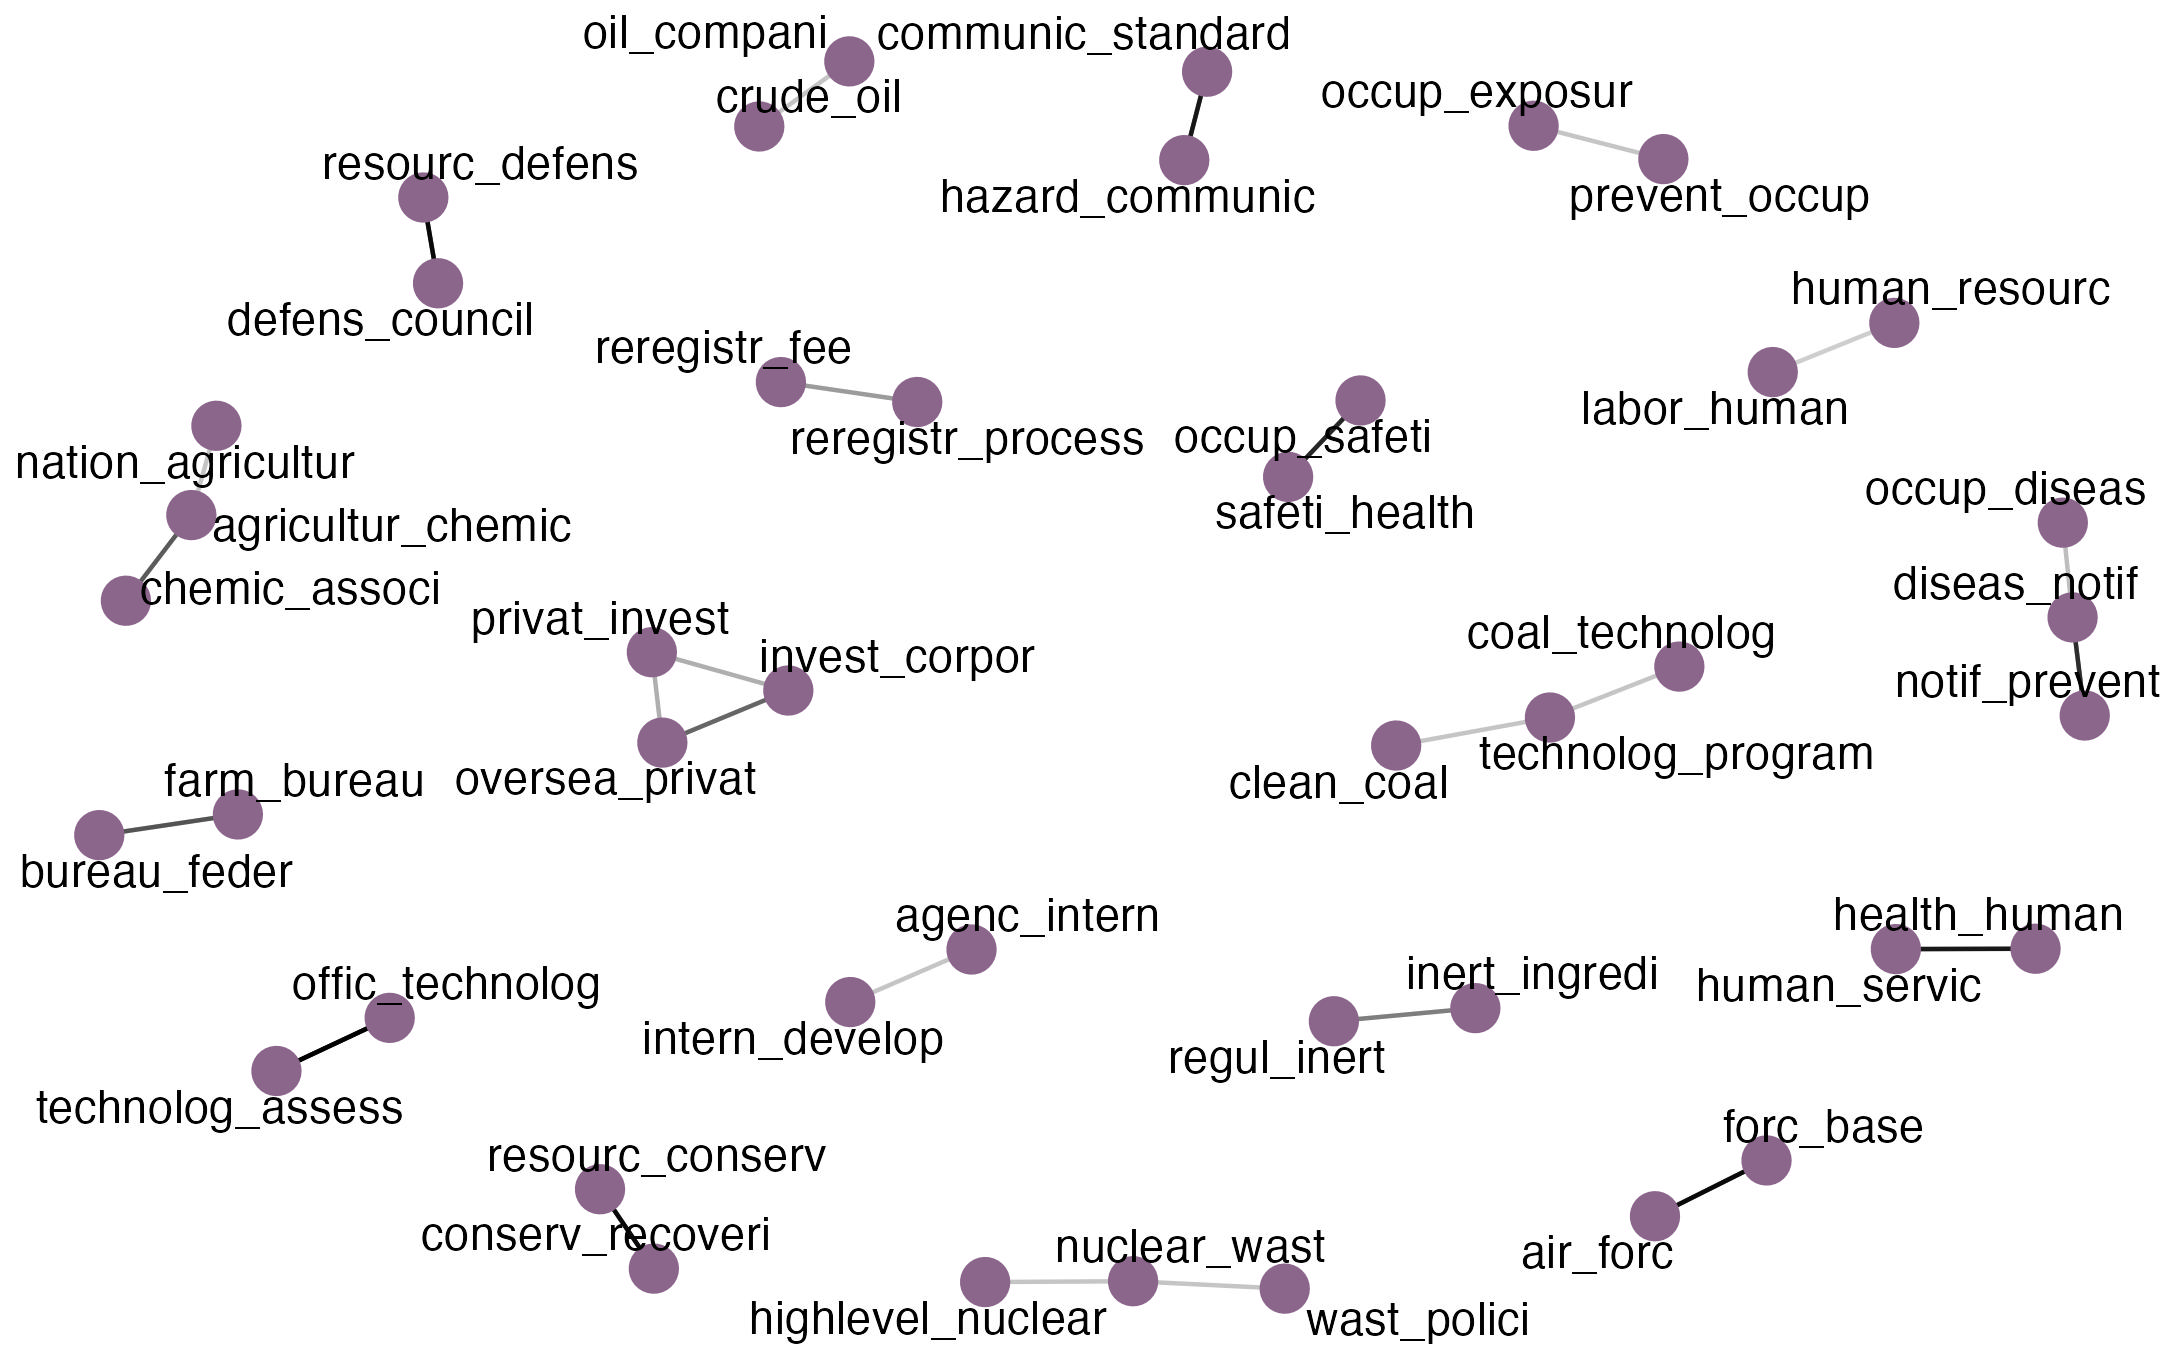 oil_compani
communic_standard
crude_oil
occup_exposur
resourc_defens
hazard_communic
prevent_occup
human_resourc
defens_council
reregistr_fee
labor_human
reregistr_process
occup_safeti
nation_agricultur
occup_diseas
safeti_health
agricultur_chemic
diseas_notif
chemic_associ
privat_invest
coal_technolog
invest_corpor
notif_prevent
technolog_program
farm_bureau
oversea_privat
clean_coal
bureau_feder
agenc_intern
health_human
offic_technolog
inert_ingredi
human_servic
intern_develop
regul_inert
technolog_assess
forc_base
resourc_conserv
conserv_recoveri
nuclear_wast
air_forc
highlevel_nuclear
wast_polici